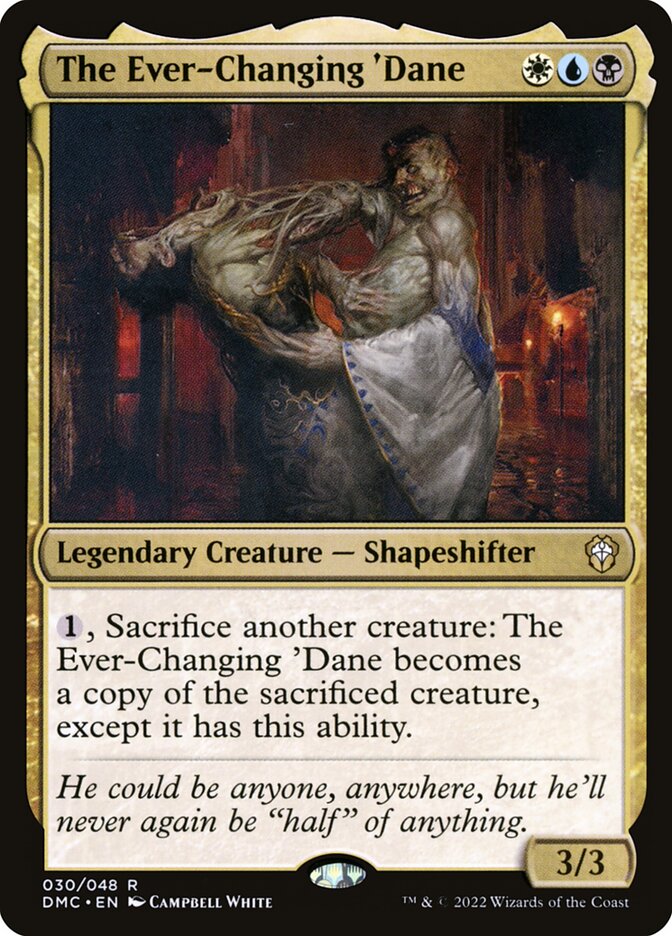 The Ever-Changing ’Dane
Legendary Creature — Shapeshifter
1, Sacrifice another creature: The
Ever-Changing ’Dane becomes
a copy of the sacrificed creature,
except it has this ability.
He could be anyone, anywhere, but he’ll
never again be “half” of anything.
3/3
030/048 R
DMC • EN Campbell White
™ & © 2022 Wizards of the Coast